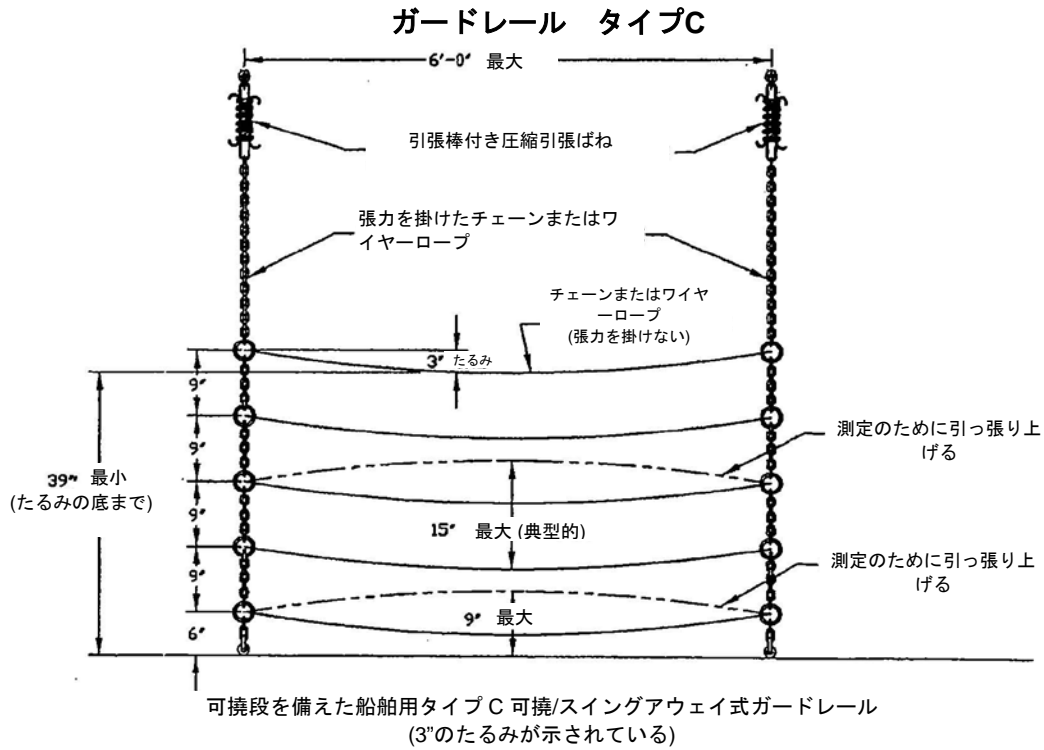 ガードレール　タイプC
6'-0" 最大
引張棒付き圧縮引張ばね
張力を掛けたチェーンまたはワ
イヤーロープ
チェーンまたはワイヤ
ーロープ
(張力を掛けない)
3" たるみ
9"
9"
測定のために引っ張り上
げる
39" 最小
(たるみの底まで)
9"
15" 最大 (典型的)
9"
測定のために引っ張り上
げる
9" 最大
6"
可撓段を備えた船舶用タイプ C 可撓/スイングアウェイ式ガードレール
(3”のたるみが示されている)